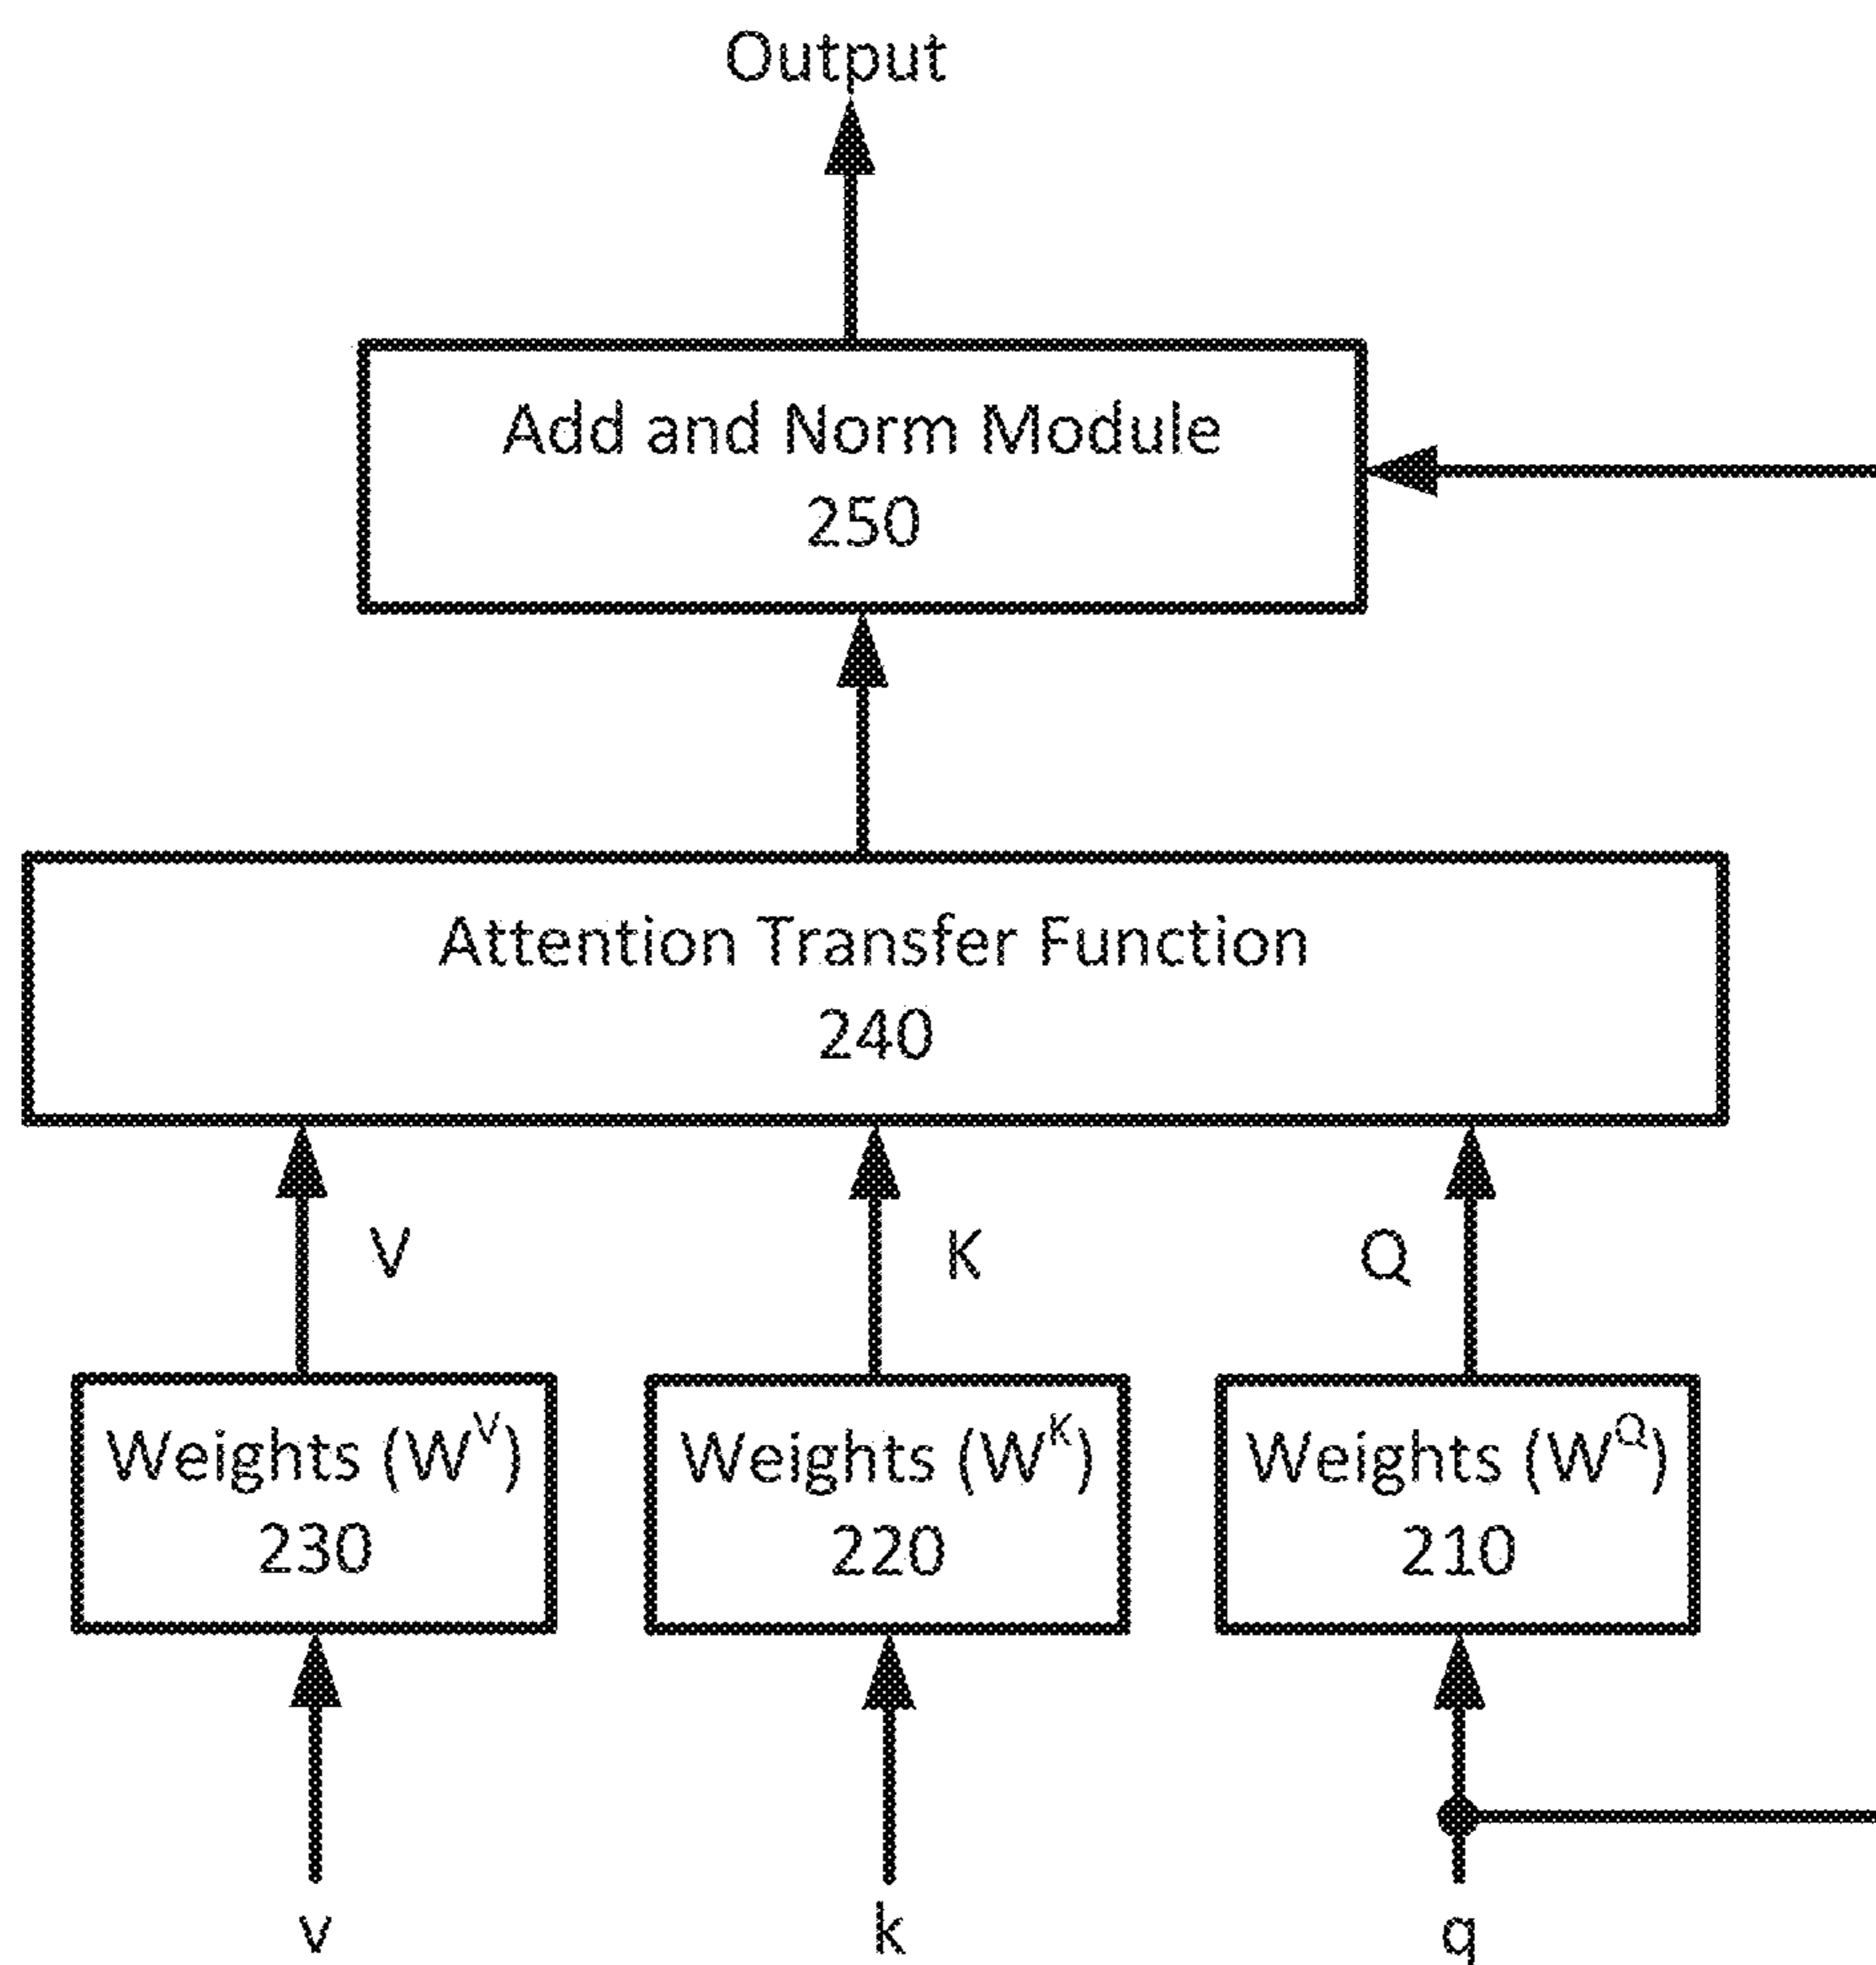 Output
Add and Norm Module
250
Attention Transfer Function
240
V K Q
Weights (W^V) Weights (W^K) Weights (W^Q)
230 220 210
v k q